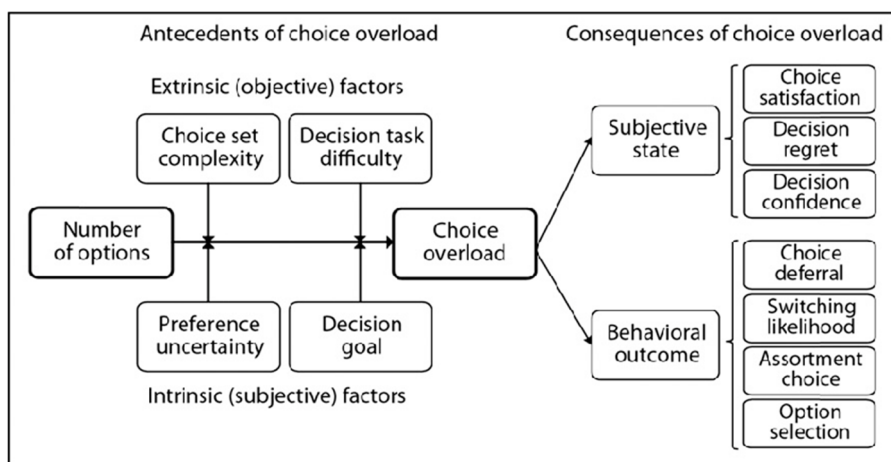 Antecedents of choice overload
Consequences of choice overload
Extrinsic (objective) factors
Choice set
complexity
Decision task
difficulty
Number
of options
Choice
overload
Preference
uncertainty
Decision
goal
Intrinsic (subjective) factors
Subjective
state
Choice
satisfaction
Decision
regret
Decision
confidence
Behavioral
outcome
Choice
deferral
Switching
likelihood
Assortment
choice
Option
selection